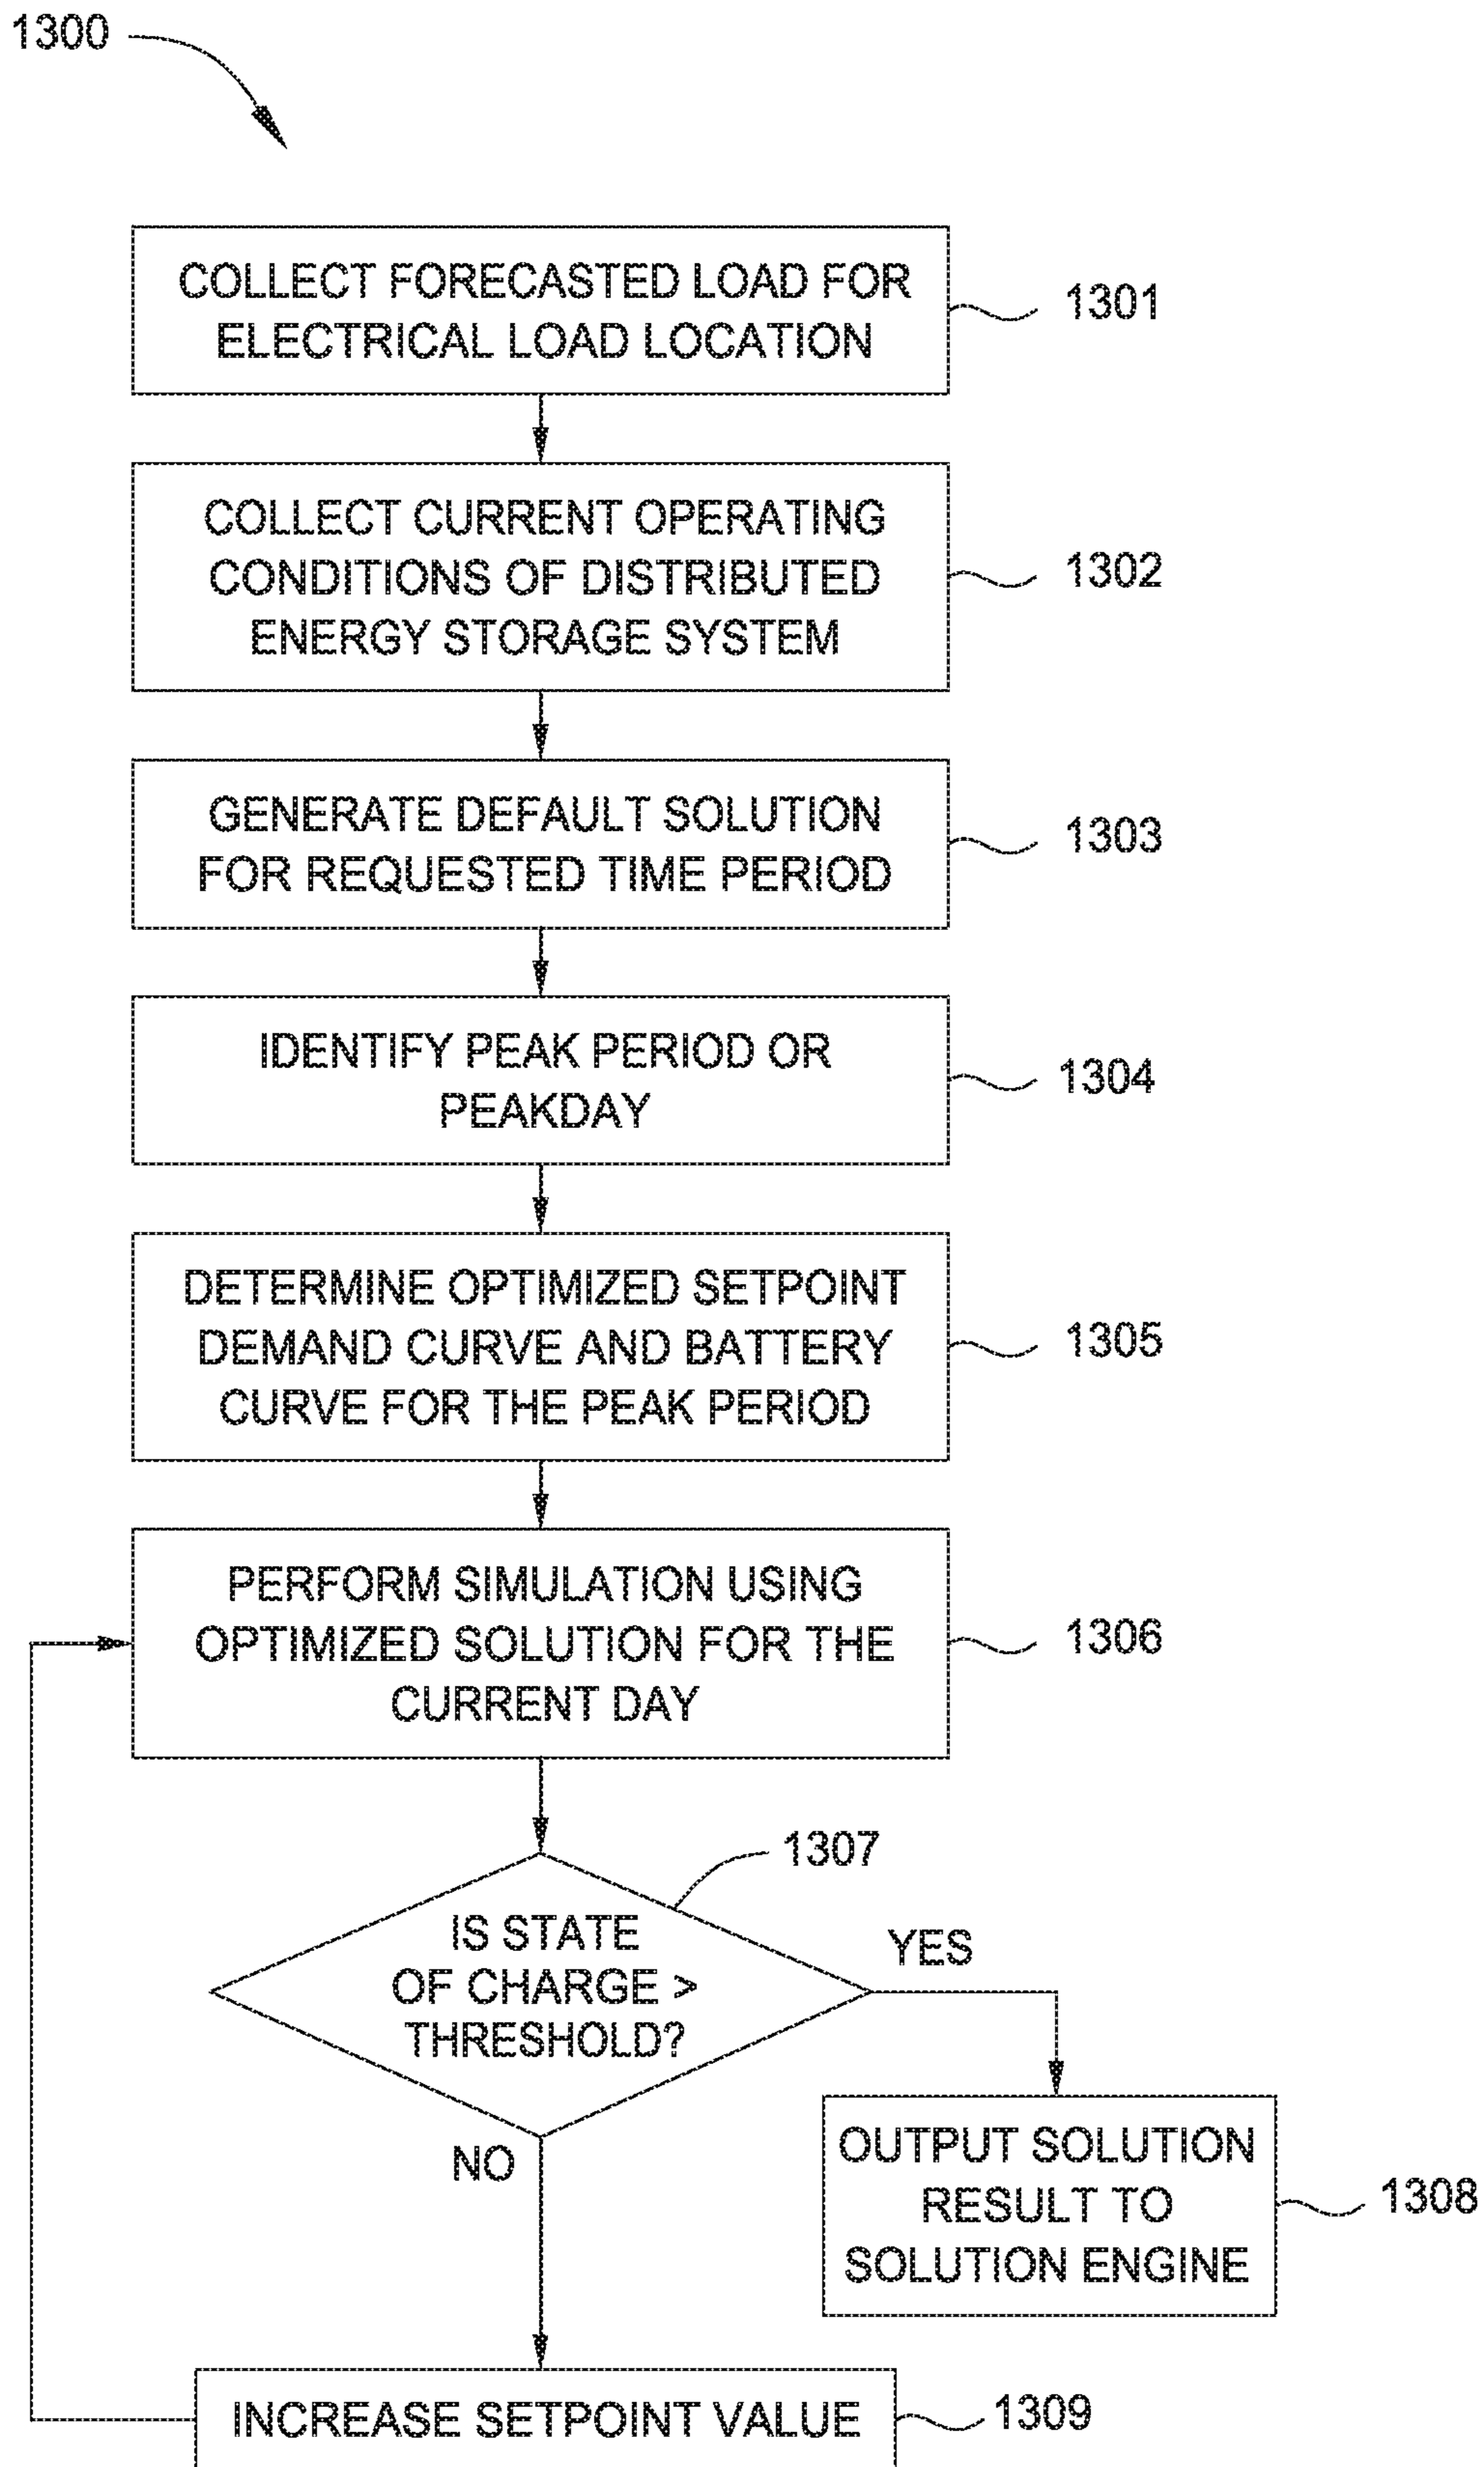 1300
COLLECT FORECASTED LOAD FOR
ELECTRICAL LOAD LOCATION
1301
COLLECT CURRENT OPERATING
CONDITIONS OF DISTRIBUTED
ENERGY STORAGE SYSTEM
1302
GENERATE DEFAULT SOLUTION
FOR REQUESTED TIME PERIOD
1303
IDENTIFY PEAK PERIOD OR
PEAKDAY
1304
DETERMINE OPTIMIZED SETPOINT
DEMAND CURVE AND BATTERY
CURVE FOR THE PEAK PERIOD
1305
PERFORM SIMULATION USING
OPTIMIZED SOLUTION FOR THE
CURRENT DAY
1306
1307
IS STATE
OF CHARGE >
THRESHOLD?
YES
NO
OUTPUT SOLUTION
RESULT TO
SOLUTION ENGINE
1308
INCREASE SETPOINT VALUE
1309